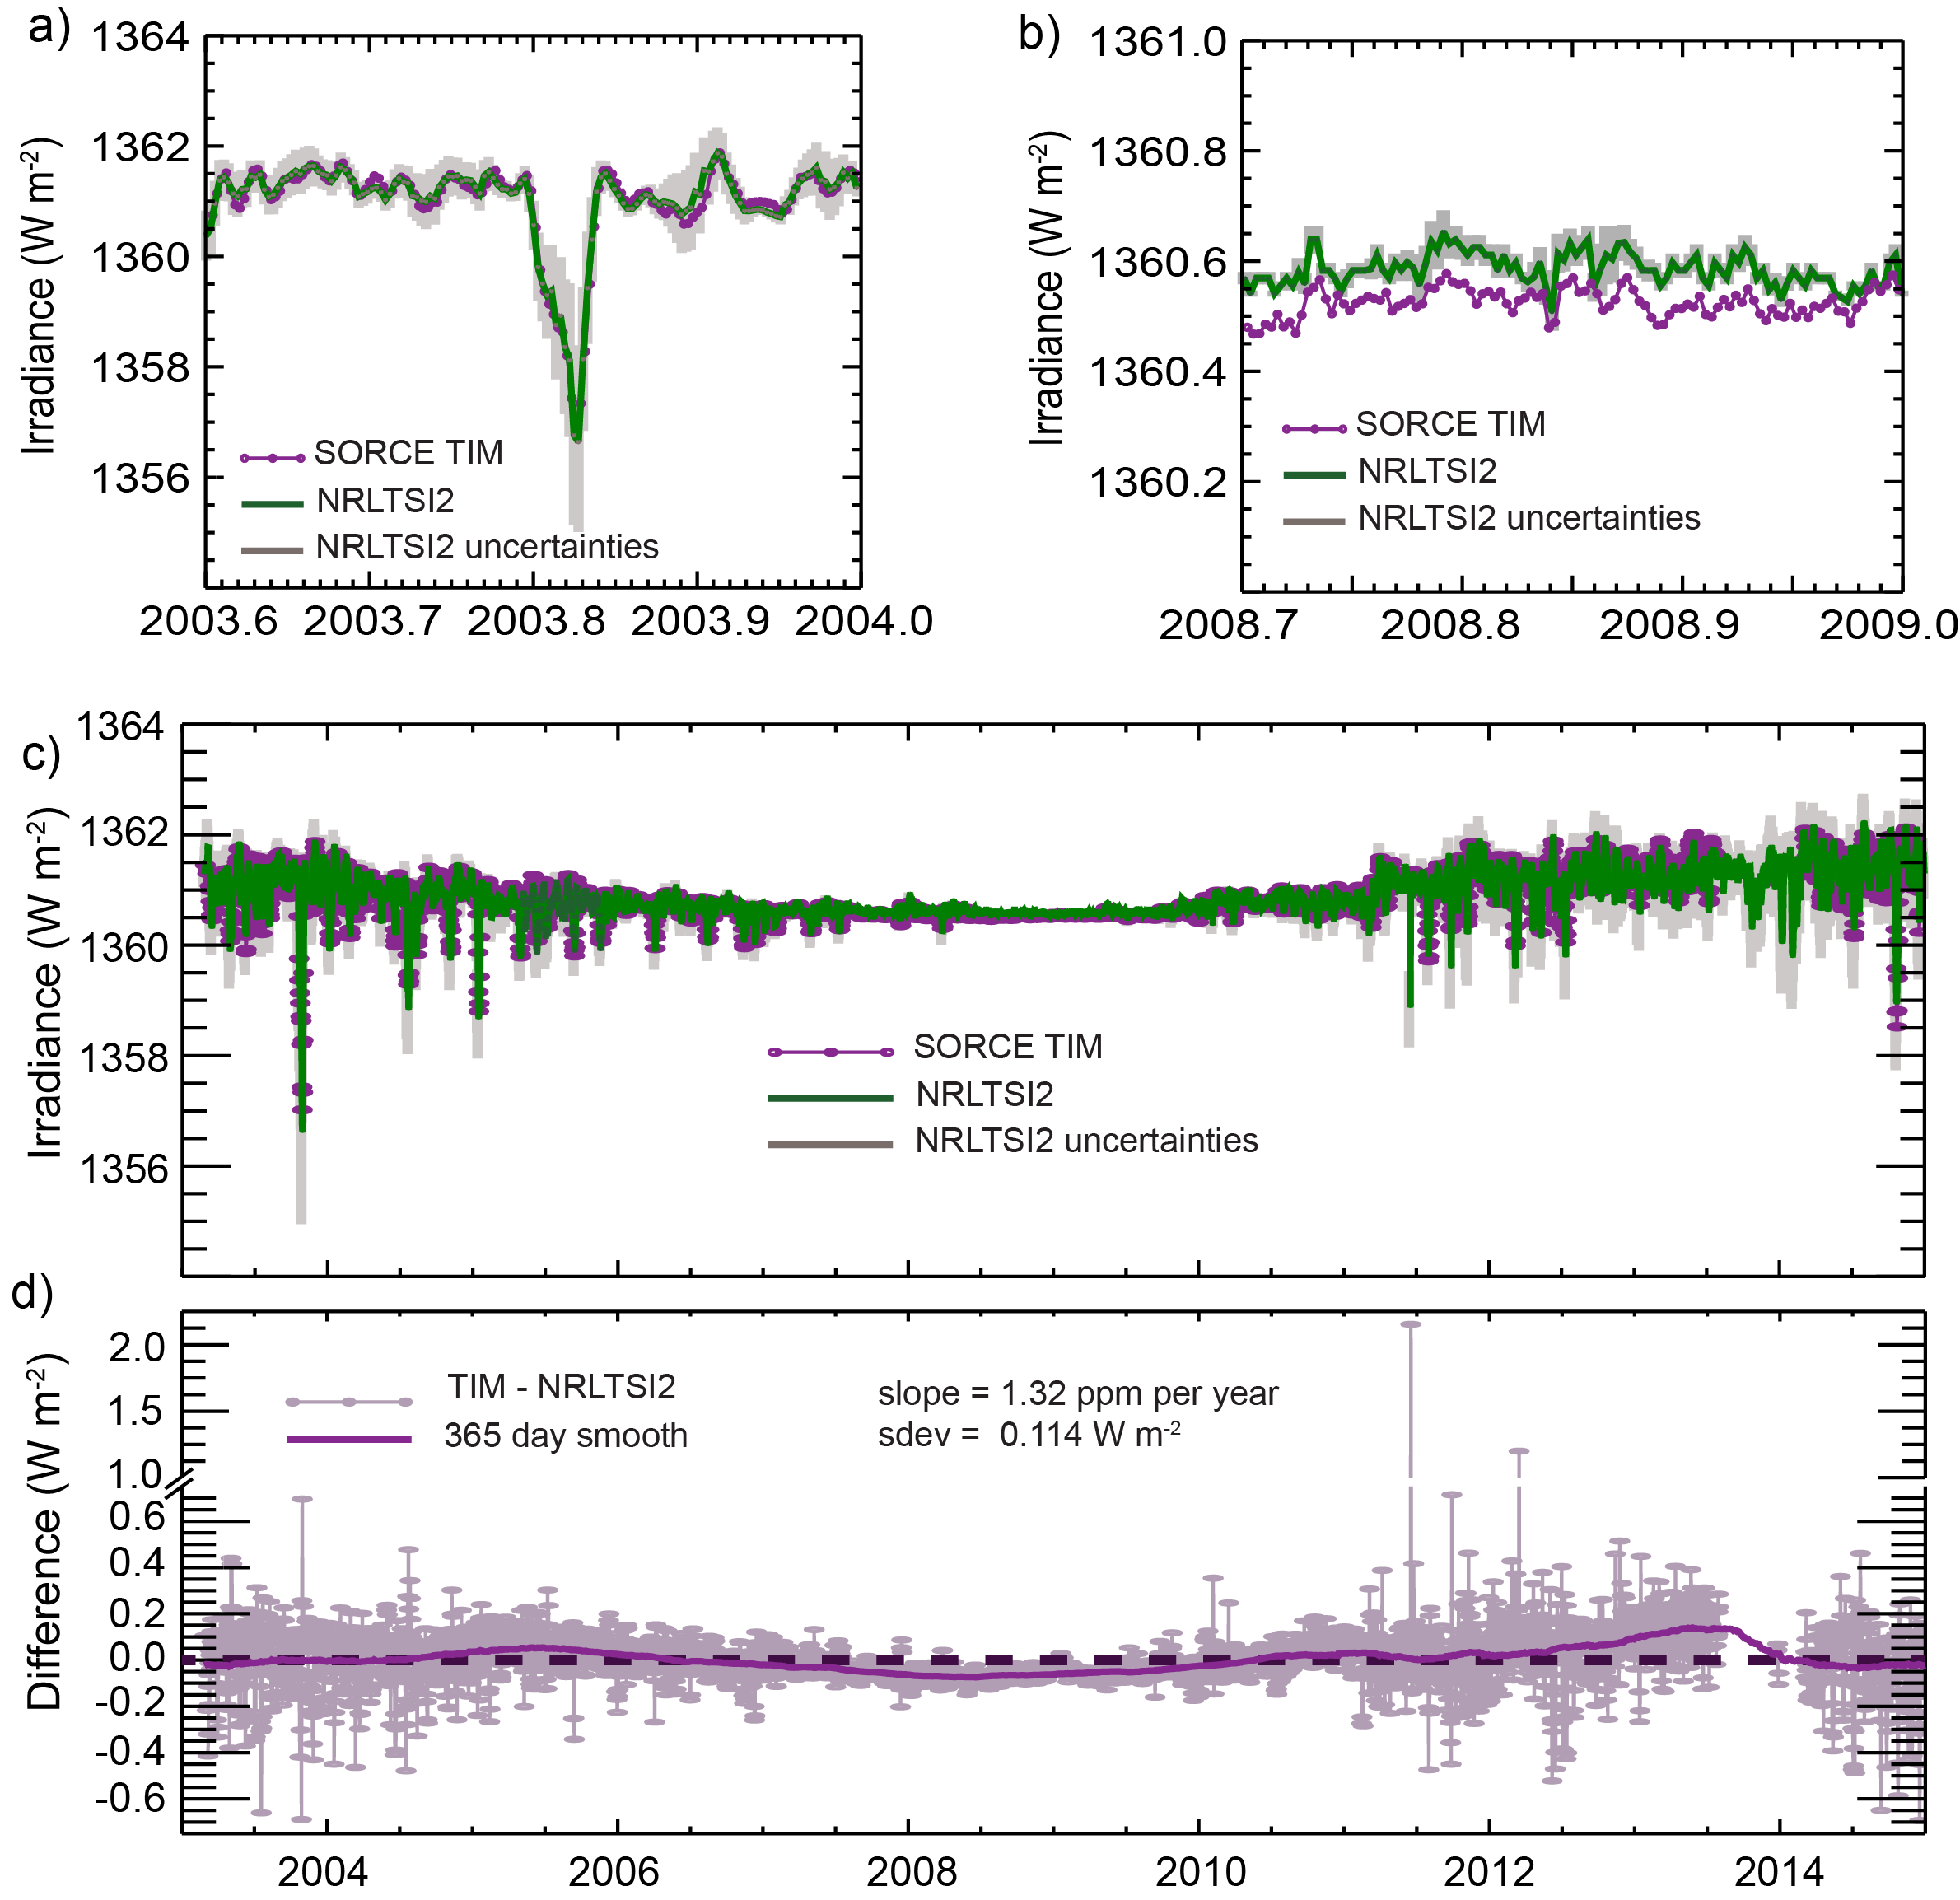 a)
1364
1362
1360
1358
1356
Irradiance (W m-2)
SORCE TIM
NRLTSI2
NRLTSI2 uncertainties
2003.6 2003.7 2003.8 2003.9 2004.0
b)
1361.0
1360.8
1360.6
1360.4
1360.2
Irradiance (W m-2)
SORCE TIM
NRLTSI2
NRLTSI2 uncertainties
2008.7 2008.8 2008.9 2009.0
c)
1364
1362
1360
1358
1356
Irradiance (W m-2)
SORCE TIM
NRLTSI2
NRLTSI2 uncertainties
d)
2.0
1.5
1.0
0.6
0.4
0.2
0.0
-0.2
-0.4
-0.6
Difference (W m-2)
TIM - NRLTSI2
365 day smooth
slope = 1.32 ppm per year
sdev = 0.114 W m-2
2004 2006 2008 2010 2012 2014